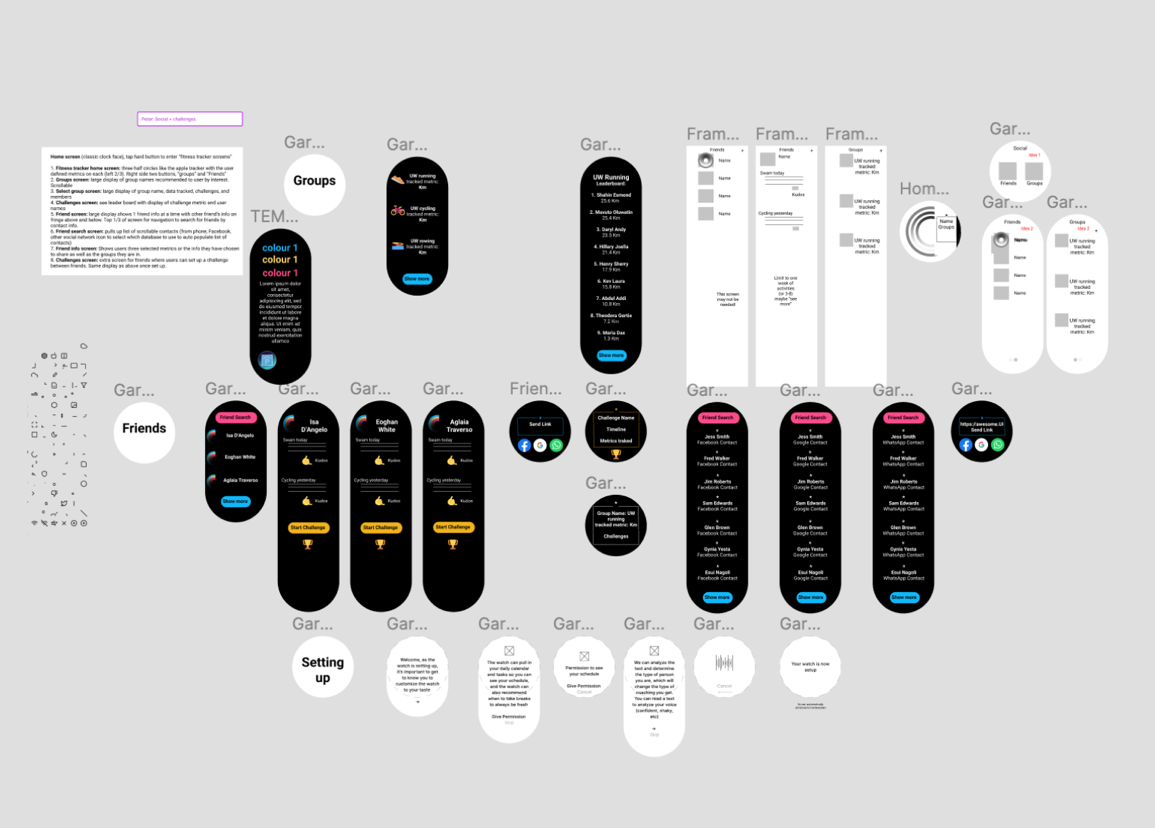 Peter: Social + challenges
Home screen (classic clock face), tap hard button to enter "fitness tracker screens"
1. Fitness tracker home screen: three half circles like the apple tracker with the user
defined metrics on each (left 2/3). Right side two buttons, "groups" and "Friends"
2. Groups screen: large display of group names recommended to user by interest.
Scrollable
3. Select group screen: large display of group name, data tracked, challenges, and
members
4. Challenges screen: see leader board with display of challenge metric and user
names
5. Friend screen: large display shows 1 friend info at a time with other friend's info on
fringe above and below. Top 1/3 of screen for navigation to search for friends by
contact info.
6. Friend search screen: pulls up list of scrollable contacts (from phone, Facebook,
other social network icon to select which database to use to auto populate list of
contacts)
7. Friend info screen: Shows users three selected metrics or the info they have chosen
to share as well as the groups they are in.
8. Challenges screen: extra screen for friends where users can set up a challenge
between friends. Same display as above once set up.
Gar...
Groups
TEM...
colour 1
colour 1
colour 1
Lorem ipsum dolor
sit amet,
consectetur
adipiscing elit, sed
do eiusmod tempor
incididunt ut labore
et dolore magna
aliqua. Ut enim ad
minim veniam, quis
nostrud exercitation
ullamco
Gar...
UW running
tracked metric:
Km
UW cycling
tracked metric:
Km
UW rowing
tracked metric:
Km
Show more
Gar...
UW Running
Leaderboard:
1. Shahin Esmond
25.6 Km
2. Masuto Oluwatin
25.4 Km
3. Daryl Andy
23.5 Km
4. Hillary Joella
21.4 Km
5. Henry Sherry
17.9 Km
6. Km Laura
15.8 Km
7. Abdul Addi
10.8 Km
8. Theodora Gertie
7.2 Km
9. Maria Dax
1.3 Km
Show more
Fram...
Friends
+
Name
Name
Name
Name
This screen
may not be
needed!
Fram...
Friends
Name
Swam today
Kudos
Cycling yesterday
Limit to one
week of
activities
(or 3-8)
maybe "see
more"
Fram...
Groups
+
UW running
tracked
metric: Km
UW running
tracked
metric: Km
UW running
tracked
metric: Km
Hom...
Name
Groups
Gar...
Social
Idea 1
Friends
Groups
Gar...
Friends
Idea 2
Name
Name
Name
Name
Gar...
Groups
Idea 2
+
UW running
tracked
metric: Km
UW running
tracked
metric: Km
UW running
tracked
metric: Km
Gar...
Friends
Gar...
Friend Search
Isa D'Angelo
Eoghan White
Aglaia Traverso
Show more
Gar...
Isa
D'Angelo
Swam today
Kudos
Cycling yesterday
Kudos
Start Challenge
Gar...
Eoghan
White
Swam today
Kudos
Cycling yesterday
Kudos
Start Challenge
Gar...
Aglaia
Traverso
Swam today
Kudos
Cycling yesterday
Kudos
Start Challenge
Frien...
Send Link
Gar...
Challenge Name
Timeline
Metrics traked
Gar...
Group Name: UW
running
tracked metric: Km
Challenges
Gar...
Friend Search
Jess Smith
Facebook Contact
Fred Walker
Facebook Contact
Jim Roberts
Facebook Contact
Sam Edwards
Facebook Contact
Glen Brown
Facebook Contact
Gynia Yesta
Facebook Contact
Esui Nagoli
Facebook Contact
Show more
Gar...
Friend Search
Jess Smith
Google Contact
Fred Walker
Google Contact
Jim Roberts
Google Contact
Sam Edwards
Google Contact
Glen Brown
Google Contact
Gynia Yesta
Google Contact
Esui Nagoli
Google Contact
Show more
Gar...
Friend Search
Jess Smith
WhatsApp Contact
Fred Walker
WhatsApp Contact
Jim Roberts
WhatsApp Contact
Sam Edwards
WhatsApp Contact
Glen Brown
WhatsApp Contact
Gynia Yesta
WhatsApp Contact
Esui Nagoli
WhatsApp Contact
Show more
Gar...
https://awesome.UI
Send Link
Gar...
Setting
up
Gar...
Welcome, as the
watch is setting up,
it's important to get
to know you to
customize the watch
to your taste
Gar...
The watch can pull in
your daily calendar
and tasks so you can
see your schedule,
and the watch can
also recommend
when to take breaks
to always be fresh
Give Permission
Skip
Gar...
Permission to see
your schedule
Give Permission
Cancel
Gar...
We can analyze the
text and determine
the type of person
you are, which will
change the type of
coaching you get.
You can read a text
to analyze your voice
(confident, shaky,
etc)
Skip
Gar...
Cancel
Gar...
Your watch is now
setup